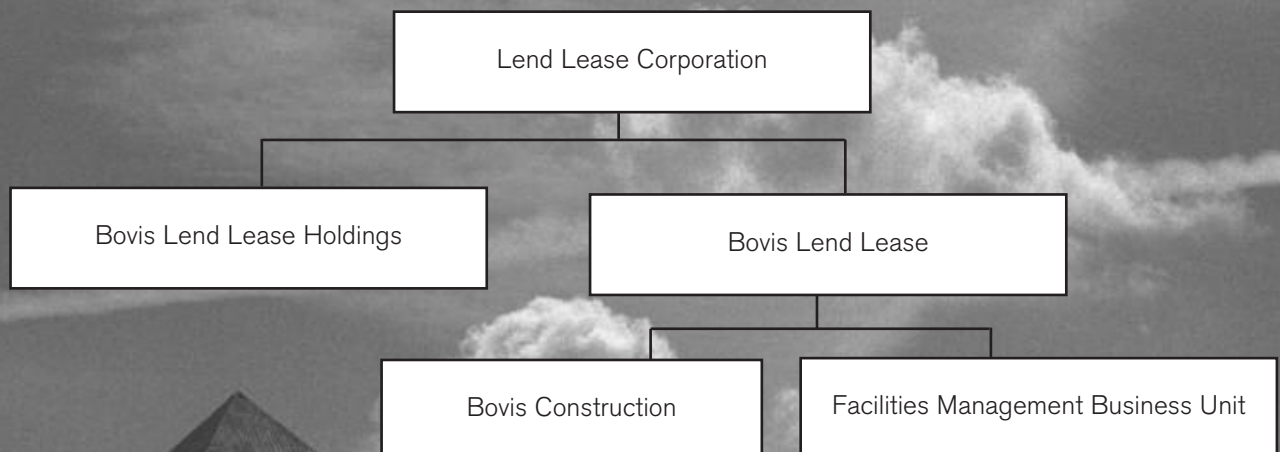 Lend Lease Corporation
Bovis Lend Lease Holdings
Bovis Lend Lease
Bovis Construction
Facilities Management Business Unit